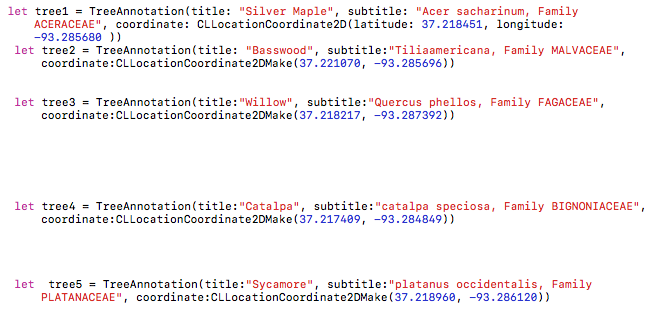 let tree1 = TreeAnnotation(title: "Silver Maple", subtitle: "Acer sacharinum, Family
ACERACEAE", coordinate: CLLocationCoordinate2D(latitude: 37.218451, longitude:
-93.285680 ))
let tree2 = TreeAnnotation(title: "Basswood", subtitle:"Tiliaamericana, Family MALVACEAE",
coordinate:CLLocationCoordinate2DMake(37.221070, -93.285696))
let tree3 = TreeAnnotation(title:"Willow", subtitle:"Quercus phellos, Family FAGACEAE",
coordinate:CLLocationCoordinate2DMake(37.218217, -93.287392))
let tree4 = TreeAnnotation(title:"Catalpa", subtitle:"catalpa speciosa, Family BIGNONIACEAE",
coordinate:CLLocationCoordinate2DMake(37.217409, -93.284849))
let  tree5 = TreeAnnotation(title:"Sycamore", subtitle:"platanus occidentalis, Family
PLATANACEAE", coordinate:CLLocationCoordinate2DMake(37.218960, -93.286120))